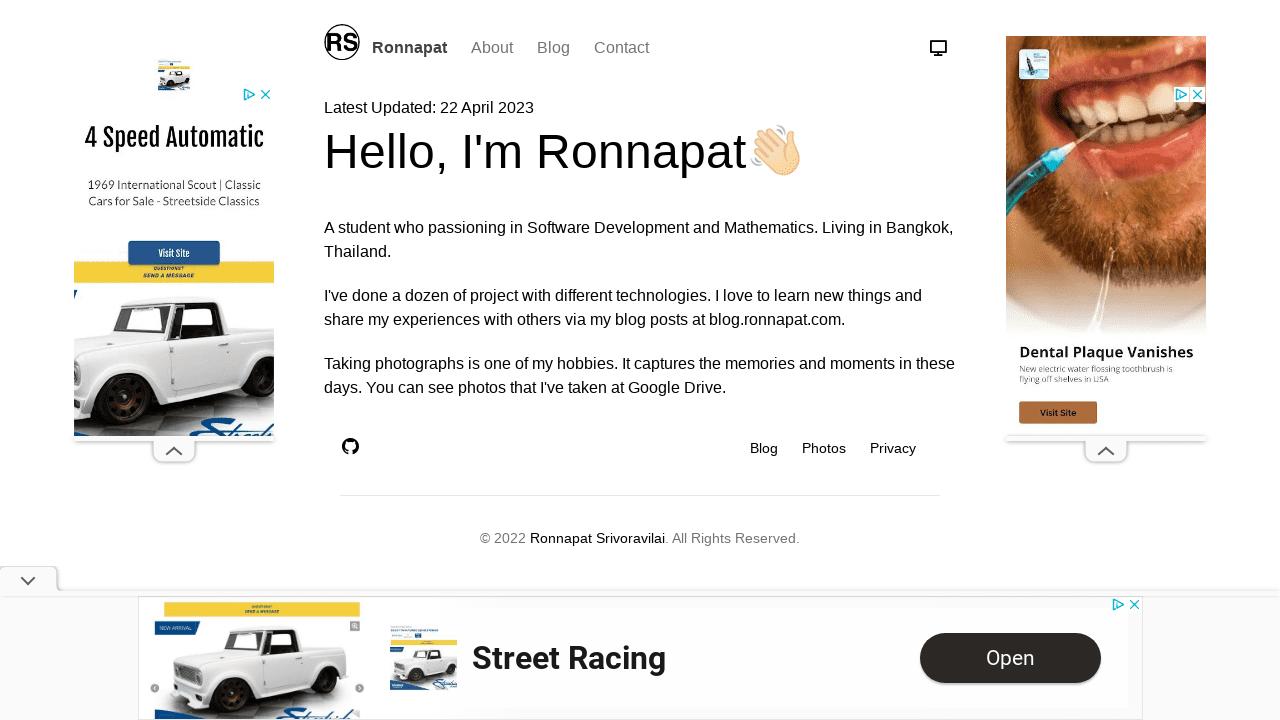 RS Ronnapat About Blog Contact
Latest Updated: 22 April 2023
Hello, I'm Ronnapat
A student who passioning in Software Development and Mathematics. Living in Bangkok,
Thailand.
I've done a dozen of project with different technologies. I love to learn new things and
share my experiences with others via my blog posts at blog.ronnapat.com.
Taking photographs is one of my hobbies. It captures the memories and moments in these
days. You can see photos that I've taken at Google Drive.
Blog Photos Privacy
© 2022 Ronnapat Srivoravilai. All Rights Reserved.
4 Speed Automatic
1969 International Scout | Classic
Cars for Sale - Streetside Classics
Visit Site
QUESTIONS?
SEND A MESSAGE
Dental Plaque Vanishes
New electric water flossing toothbrush is
flying off shelves in USA
Visit Site
QUESTIONS?
SEND A MESSAGE
NEW ARRIVAL
Street Racing
Open